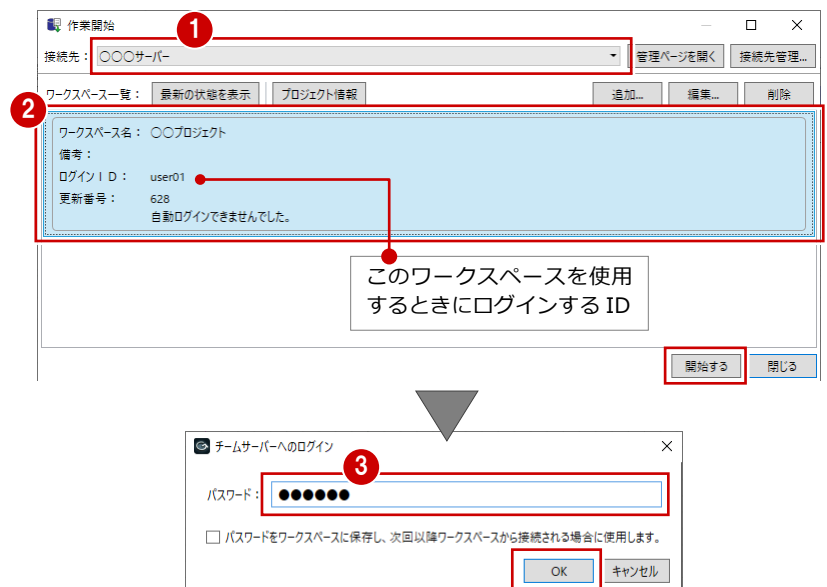 作業開始
1
接続先： 〇〇〇サーバー 管理ページを開く 接続先管理...
ワークスペース一覧： 最新の状態を表示 プロジェクト情報 追加... 編集... 削除
2
ワークスペース名： 〇〇プロジェクト
備考：
ログインＩＤ： user01
更新番号： 628
自動ログインできませんでした。
このワークスペースを使用
するときにログインする ID
開始する 閉じる
チームサーバーへのログイン
3
パスワード： ●●●●●●
パスワードをワークスペースに保存し、次回以降ワークスペースから接続される場合に使用します。
OK キャンセル